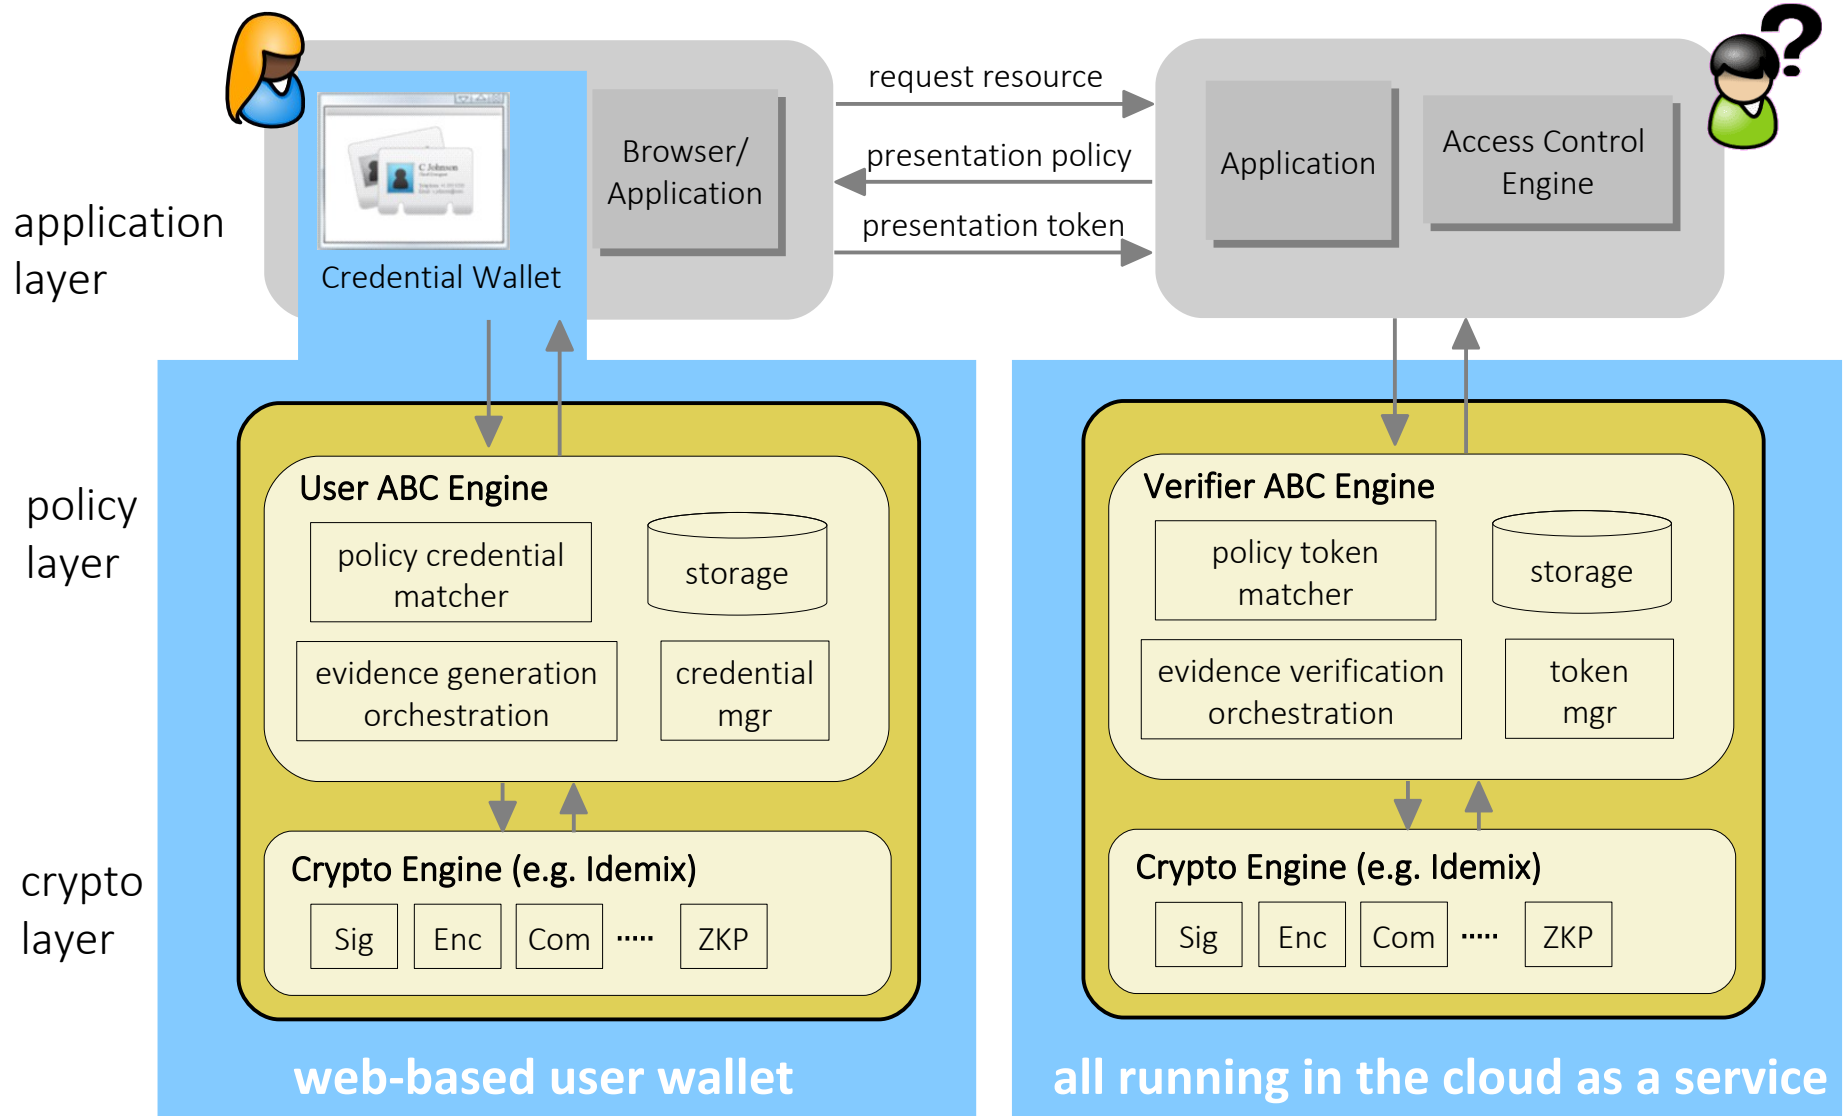 request resource
presentation policy
presentation token
C Johnson
Browser/
Application
Credential Wallet
Application
Access Control
Engine
application
layer
policy
layer
crypto
layer
User ABC Engine
policy credential
matcher
storage
evidence generation
orchestration
credential
mgr
Crypto Engine (e.g. Idemix)
Sig
Enc
Com
.....
ZKP
web-based user wallet
Verifier ABC Engine
policy token
matcher
storage
evidence verification
orchestration
token
mgr
Crypto Engine (e.g. Idemix)
Sig
Enc
Com
.....
ZKP
all running in the cloud as a service
?